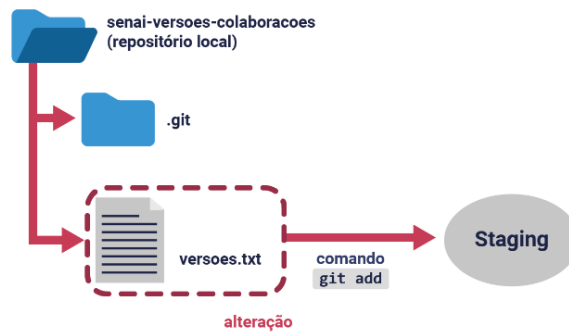 senai-versoes-colaboracoes
(repositório local)
.git
versoes.txt
comando
git add
Staging
alteração